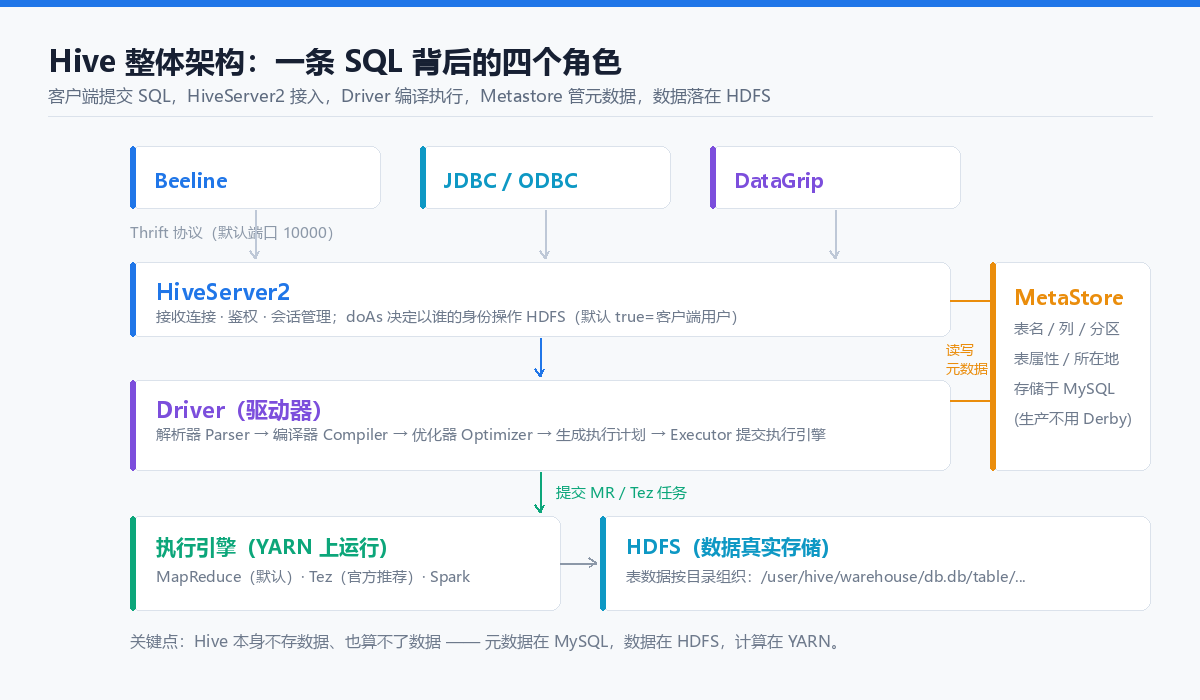 Hive 整体架构：一条 SQL 背后的四个角色
客户端提交 SQL，HiveServer2 接入，Driver 编译执行，Metastore 管元数据，数据落在 HDFS
Beeline
JDBC / ODBC
DataGrip
Thrift 协议（默认端口 10000）
HiveServer2
接收连接 · 鉴权 · 会话管理；doAs 决定以谁的身份操作 HDFS（默认 true=客户端用户）
MetaStore
表名 / 列 / 分区
表属性 / 所在地
存储于 MySQL
(生产不用 Derby)
读写
元数据
Driver（驱动器）
解析器 Parser → 编译器 Compiler → 优化器 Optimizer → 生成执行计划 → Executor 提交执行引擎
提交 MR / Tez 任务
执行引擎（YARN 上运行）
MapReduce（默认）· Tez（官方推荐）· Spark
HDFS（数据真实存储）
表数据按目录组织：/user/hive/warehouse/db.db/table/...
关键点：Hive 本身不存数据、也算不了数据 —— 元数据在 MySQL，数据在 HDFS，计算在 YARN。